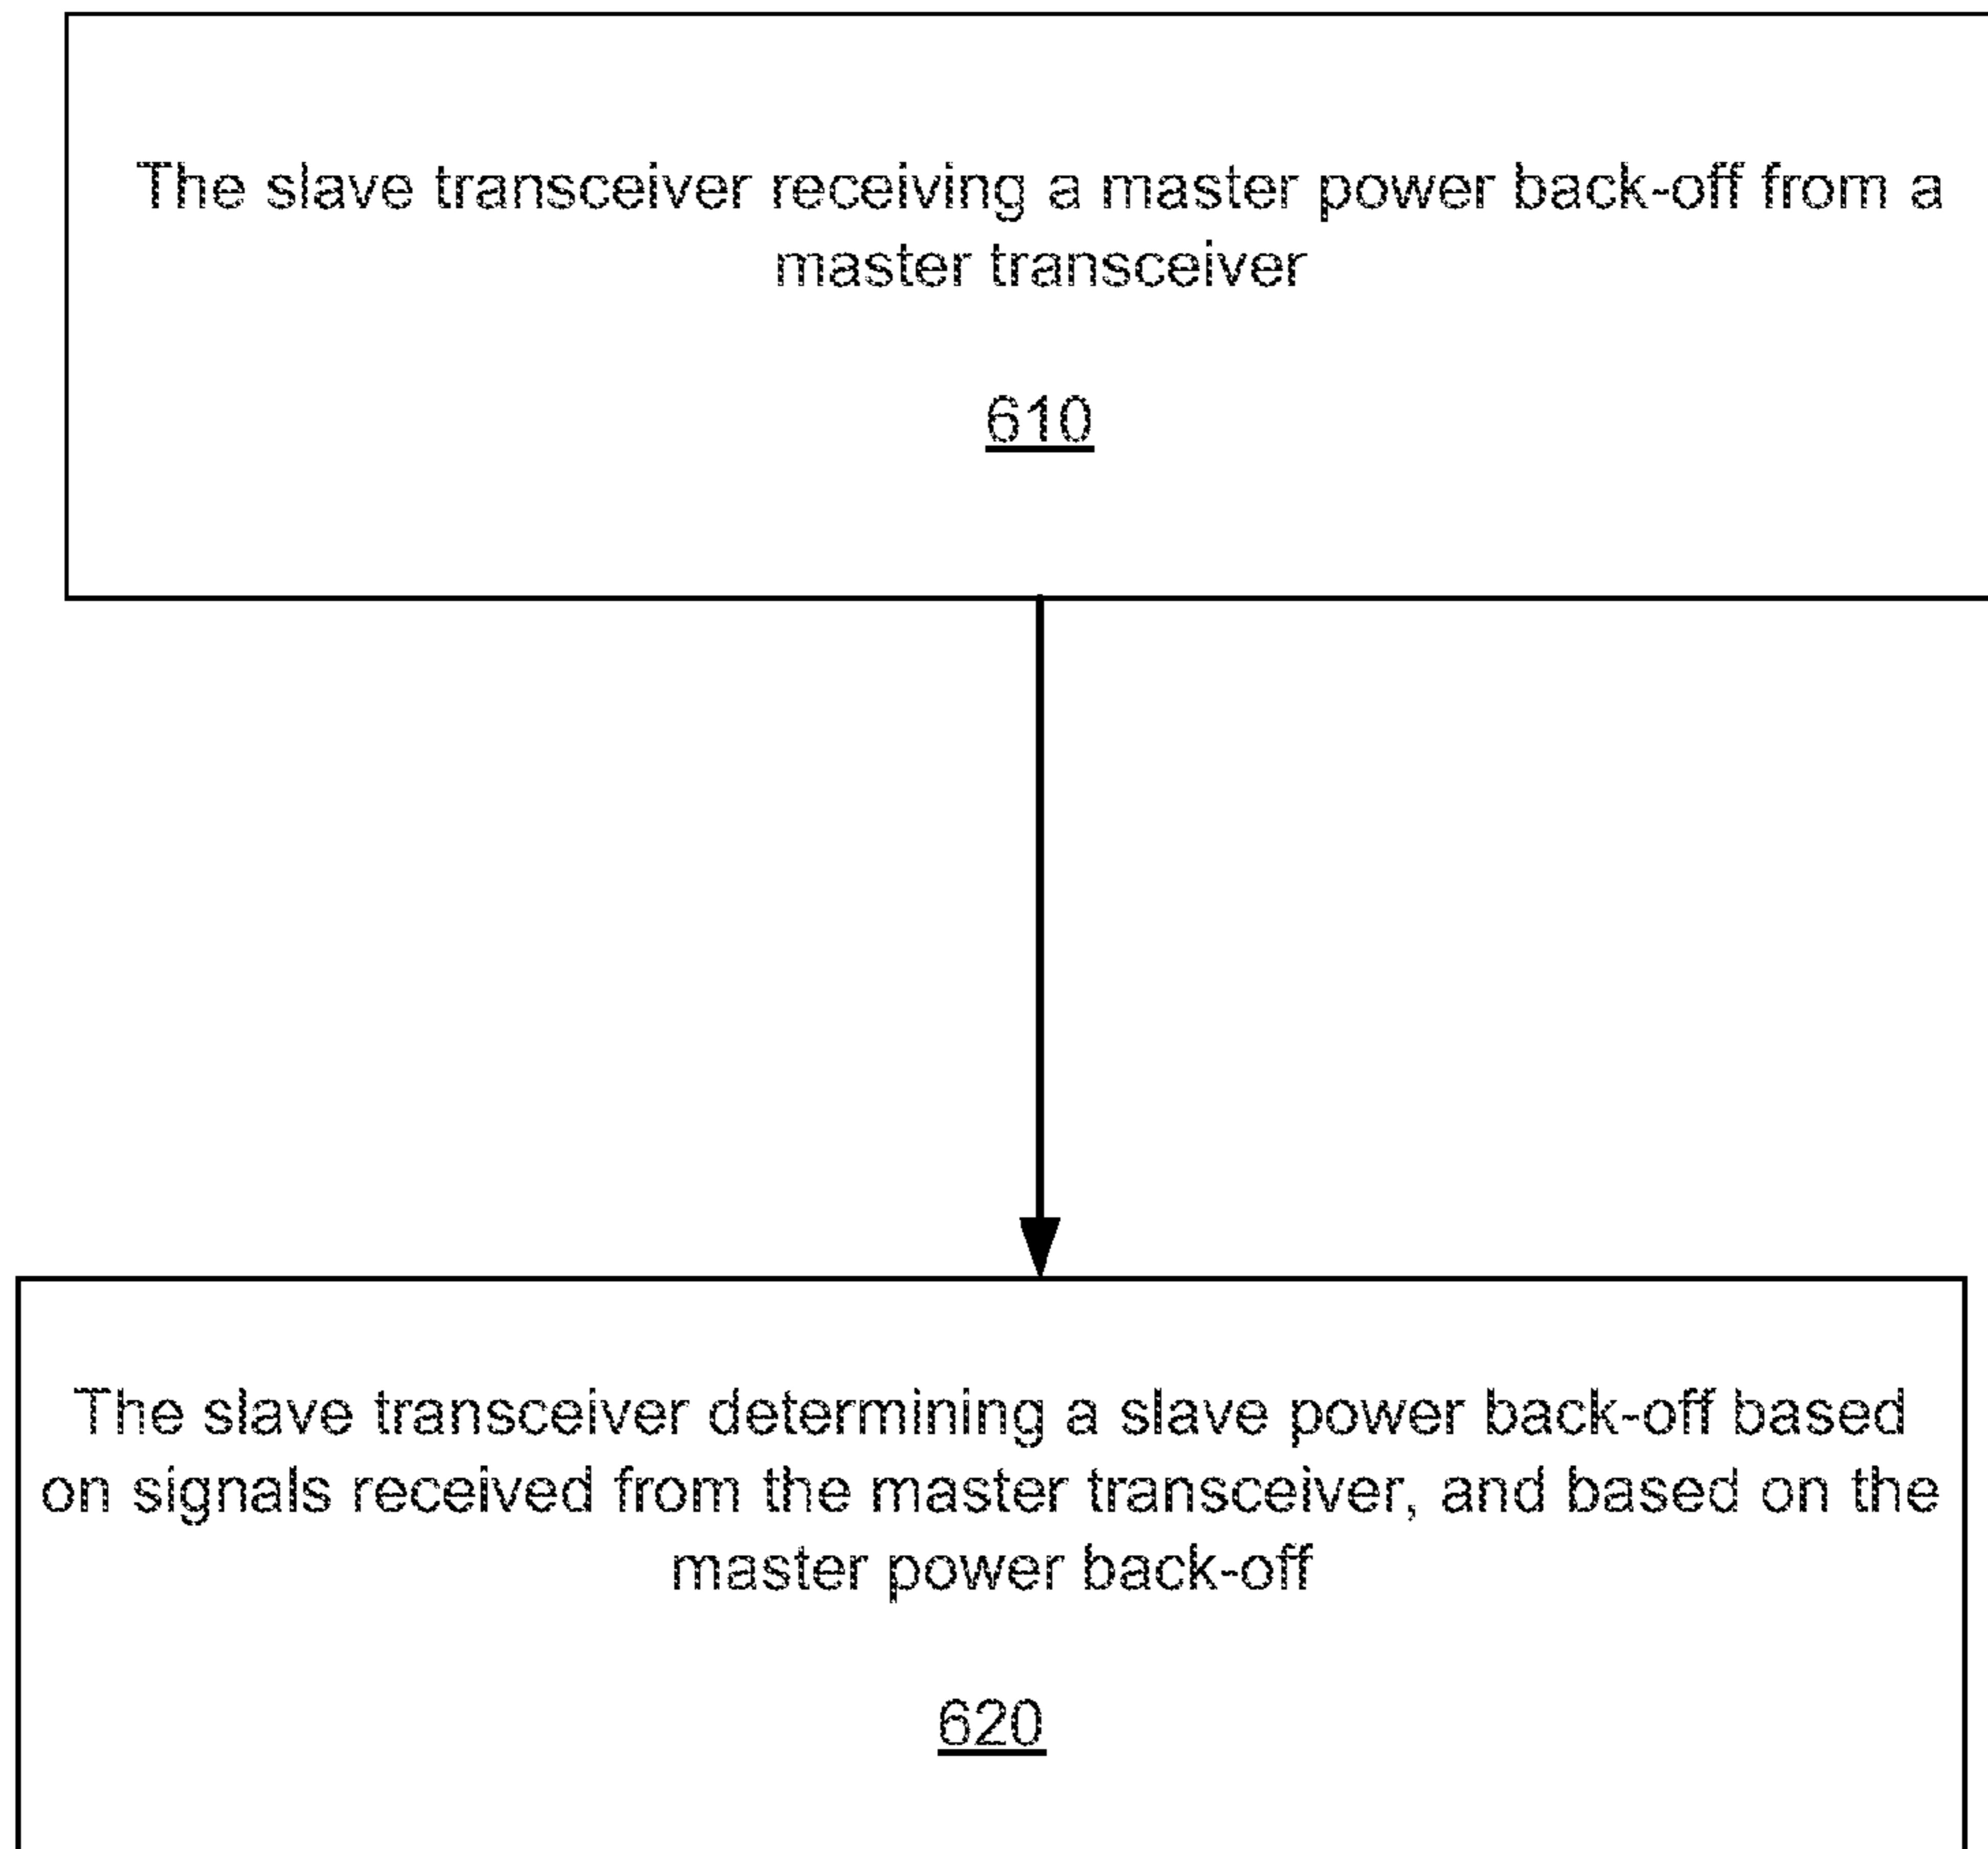 The slave transceiver receiving a master power back-off from a
master transceiver
610
The slave transceiver determining a slave power back-off based
on signals received from the master transceiver, and based on the
master power back-off
620